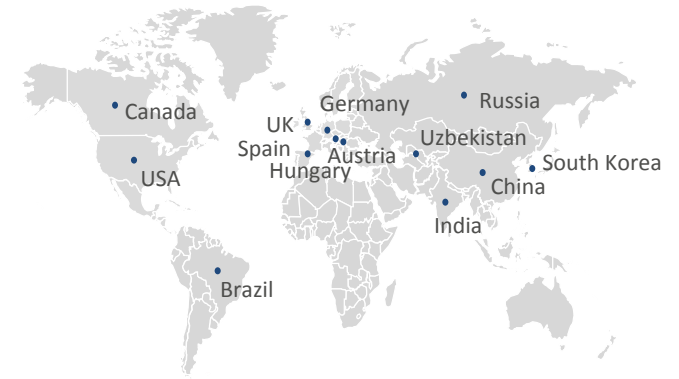 Germany
Russia
Canada
UK
Uzbekistan
Spain
Austria
South Korea
Hungary
USA
China
India
Brazil